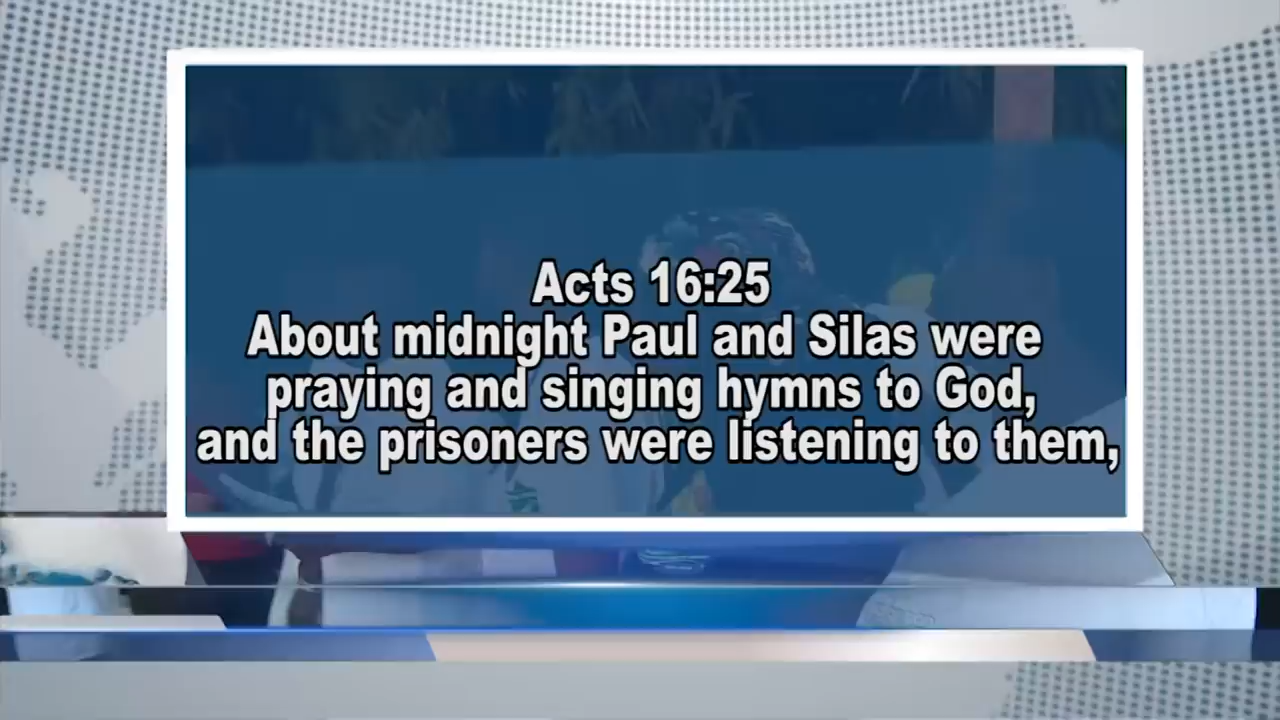 Acts 16:25
About midnight Paul and Silas were
praying and singing hymns to God,
and the prisoners were listening to them,